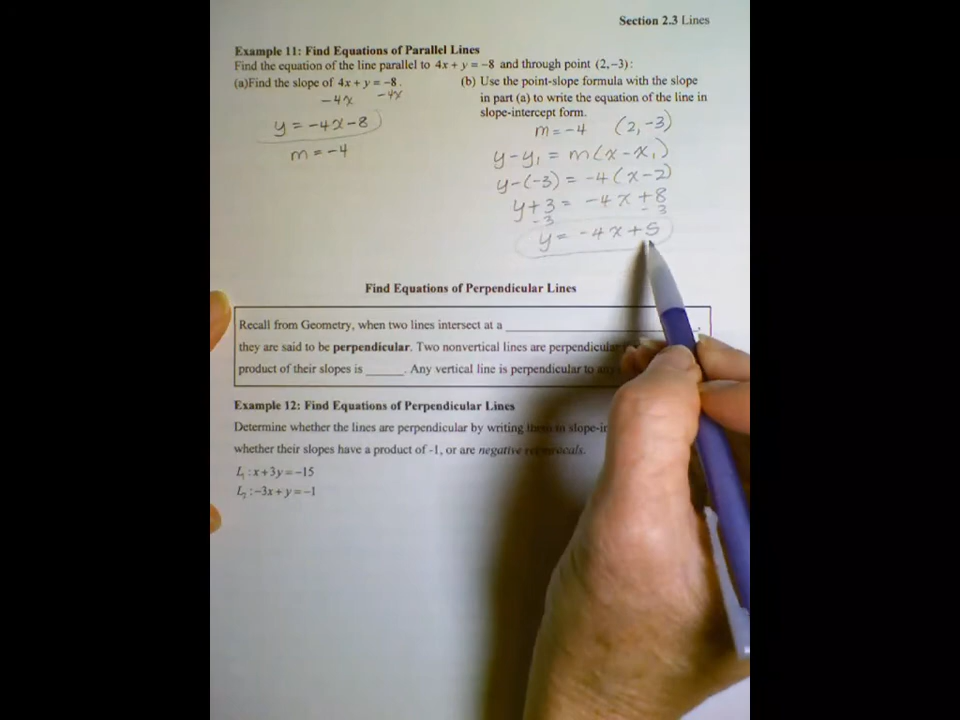 Section 2.3 Lines
Example 11: Find Equations of Parallel Lines
Find the equation of the line parallel to 4x + y = −8 and through point (2,−3):
(a)Find the slope of 4x + y = −8.
−4x −4x
y = −4x − 8
m = −4
(b) Use the point-slope formula with the slope
in part (a) to write the equation of the line in
slope-intercept form.
m = −4 (2, −3)
y − y₁ = m(x − x₁)
y − (−3) = −4(x − 2)
y + 3 = −4x + 8
−3 − 3
y = −4x + 5
Find Equations of Perpendicular Lines
Recall from Geometry, when two lines intersect at a ____________________,
they are said to be perpendicular. Two nonvertical lines are perpendicular
product of their slopes is ______. Any vertical line is perpendicular to
Example 12: Find Equations of Perpendicular Lines
Determine whether the lines are perpendicular by writing them in slope-in
whether their slopes have a product of -1, or are negative reciprocals.
L₁ : x + 3y = −15
L₂ : −3x + y = −1